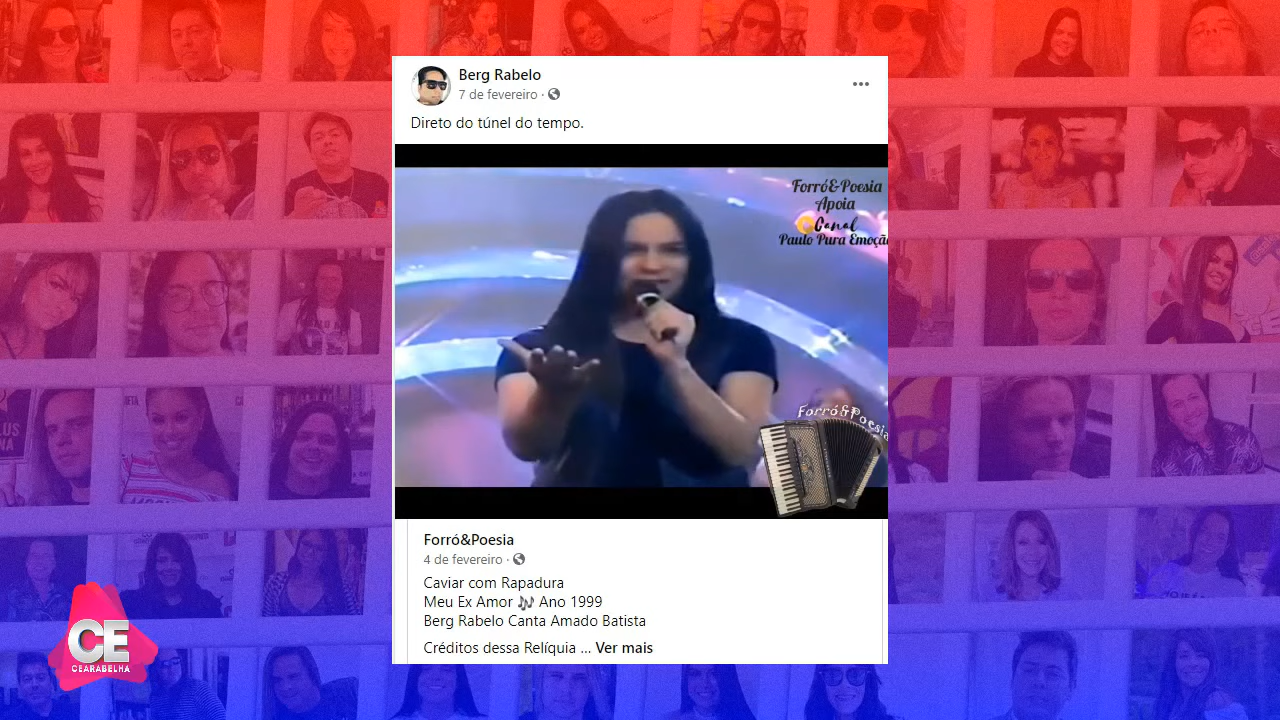 Berg Rabelo
7 de fevereiro
Direto do túnel do tempo.
Forró&Poesia
Apoia
Canal
Paulo Pura Emoção
Forró&Poesia
Forró&Poesia
4 de fevereiro
Caviar com Rapadura
Meu Ex Amor 🎶 Ano 1999
Berg Rabelo Canta Amado Batista
Créditos dessa Relíquia ... Ver mais
CE
CEARABELHA